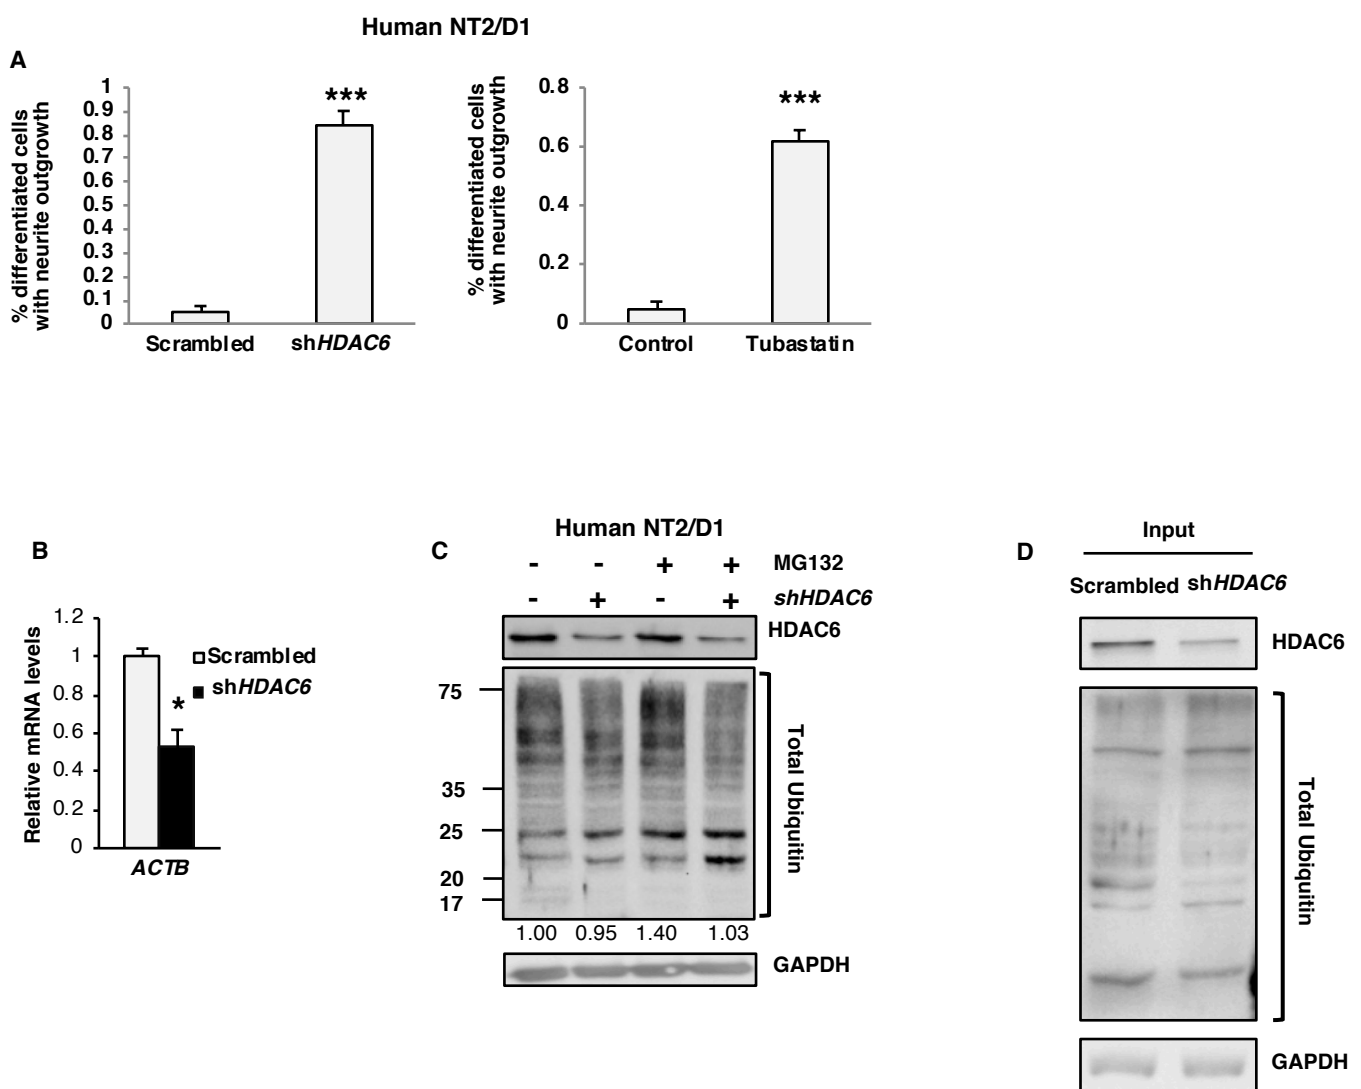 Human NT2/D1
A
% differentiated cells
with neurite outgrowth
1
0.9
0.8
0.7
0.6
0.5
0.4
0.3
0.2
0.1
0
***
Scrambled shHDAC6
% differentiated cells
with neurite outgrowth
0.8
0.6
0.4
0.2
0
***
Control Tubastatin
B
Relative mRNA levels
1.2
1
0.8
0.6
0.4
0.2
0
Scrambled
shHDAC6
*
ACTB
C
Human NT2/D1
- - + + MG132
- + - + shHDAC6
HDAC6
75
35
25
20
17
Total Ubiquitin
1.00 0.95 1.40 1.03
GAPDH
D
Input
Scrambled shHDAC6
HDAC6
Total Ubiquitin
GAPDH